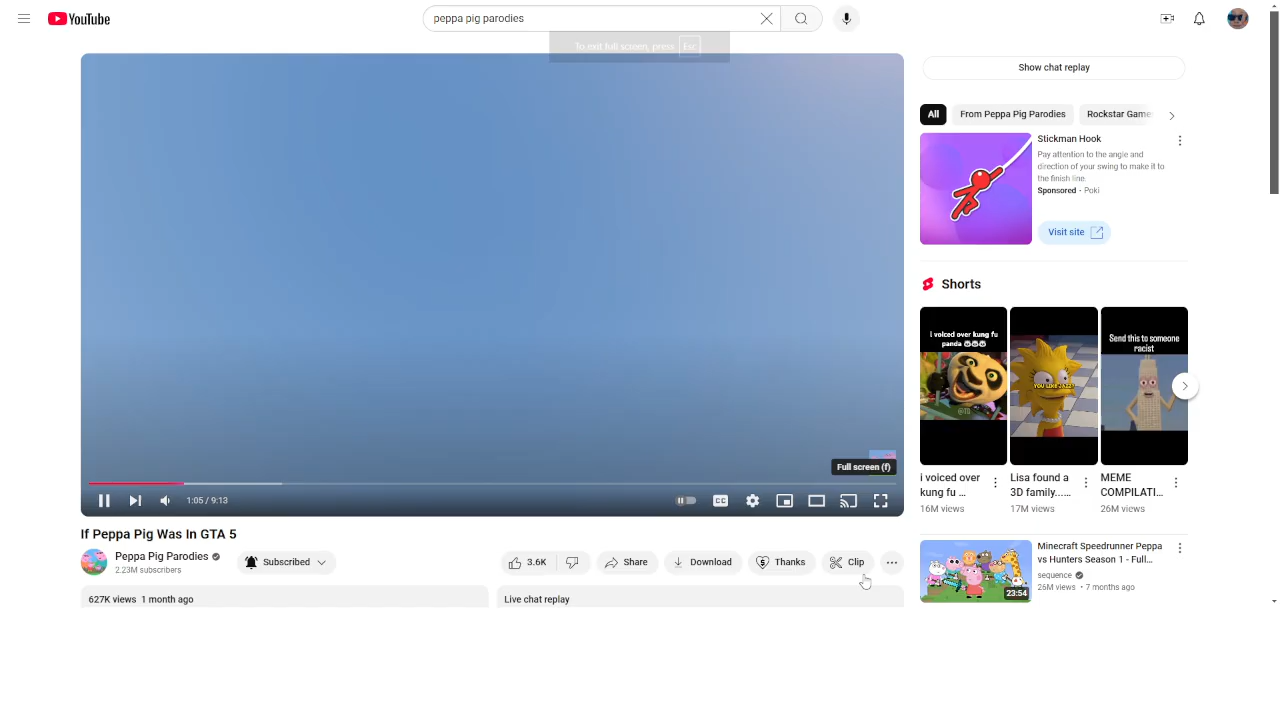 YouTube
peppa pig parodies
To exit full screen, press Esc
Show chat replay
All
From Peppa Pig Parodies
Rockstar Game
Stickman Hook
Pay attention to the angle and
direction of your swing to make it to
the finish line.
Sponsored · Poki
Visit site
Shorts
i voiced over kung fu
panda
YOU LIKE JAZZ?
Send this to someone
racist
i voiced over
kung fu ...
16M views
Lisa found a
3D family.....
17M views
MEME
COMPILATI...
26M views
Full screen (f)
1:05 / 9:13
CC
If Peppa Pig Was In GTA 5
Peppa Pig Parodies
2.23M subscribers
Subscribed
3.6K
Share
Download
Thanks
Clip
627K views 1 month ago
Live chat replay
Minecraft Speedrunner Peppa
vs Hunters Season 1 - Full...
sequence
26M views · 7 months ago
23:54